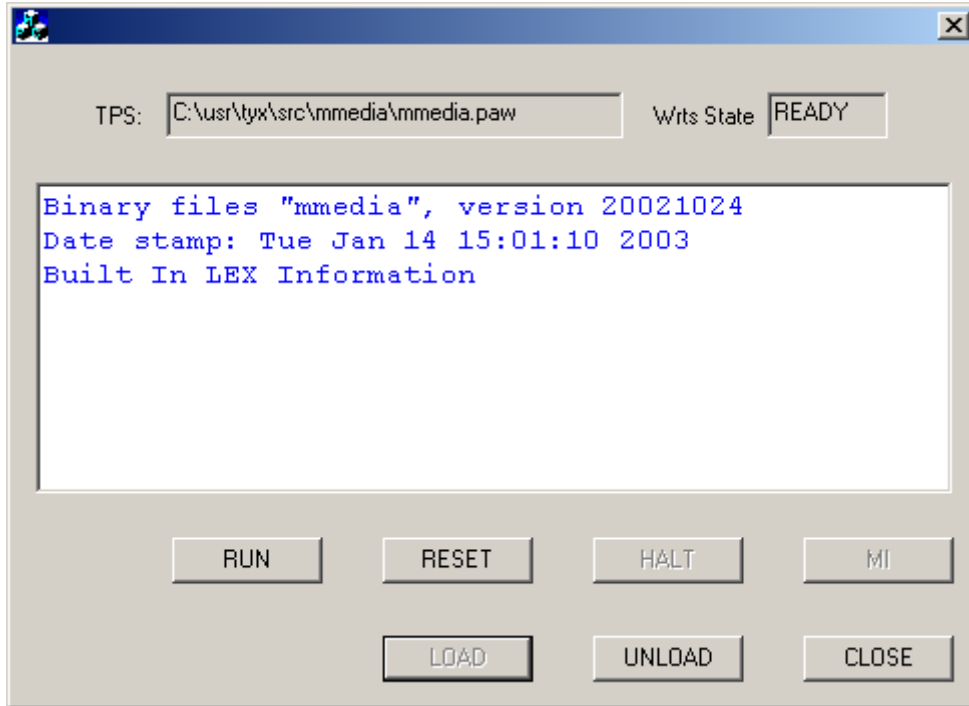 TPS: C:\usr\tyx\src\mmedia\mmedia.paw Wrts State READY
Binary files "mmedia", version 20021024
Date stamp: Tue Jan 14 15:01:10 2003
Built In LEX Information
RUN RESET HALT MI
LOAD UNLOAD CLOSE